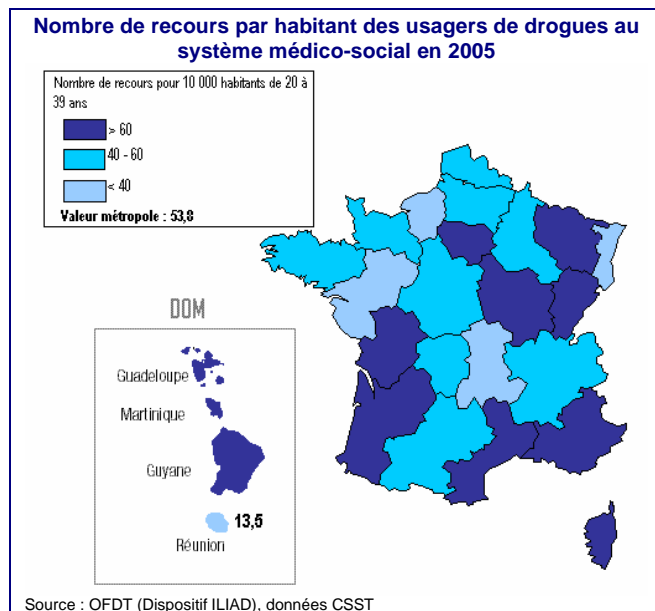 Nombre de recours par habitant des usagers de drogues au
système médico-social en 2005
Nombre de recours pour 10 000 habitants de 20 à
39 ans
> 60
40 - 60
< 40
Valeur métropole : 53,8
DOM
Guadeloupe
Martinique
Guyane
13,5
Réunion
Source : OFDT (Dispositif ILIAD), données CSST